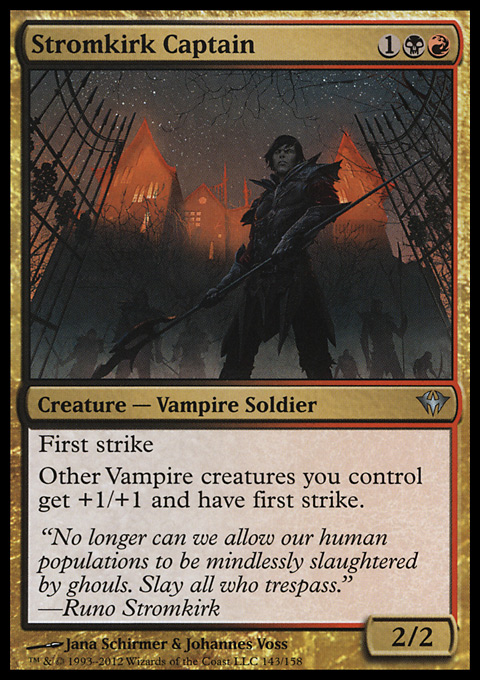 Stromkirk Captain 1
Creature — Vampire Soldier
First strike
Other Vampire creatures you control
get +1/+1 and have first strike.
“No longer can we allow our human
populations to be mindlessly slaughtered
by ghouls. Slay all who trespass.”
—Runo Stromkirk
2/2
Jana Schirmer & Johannes Voss
™ & © 1993–2012 Wizards of the Coast LLC 143/158